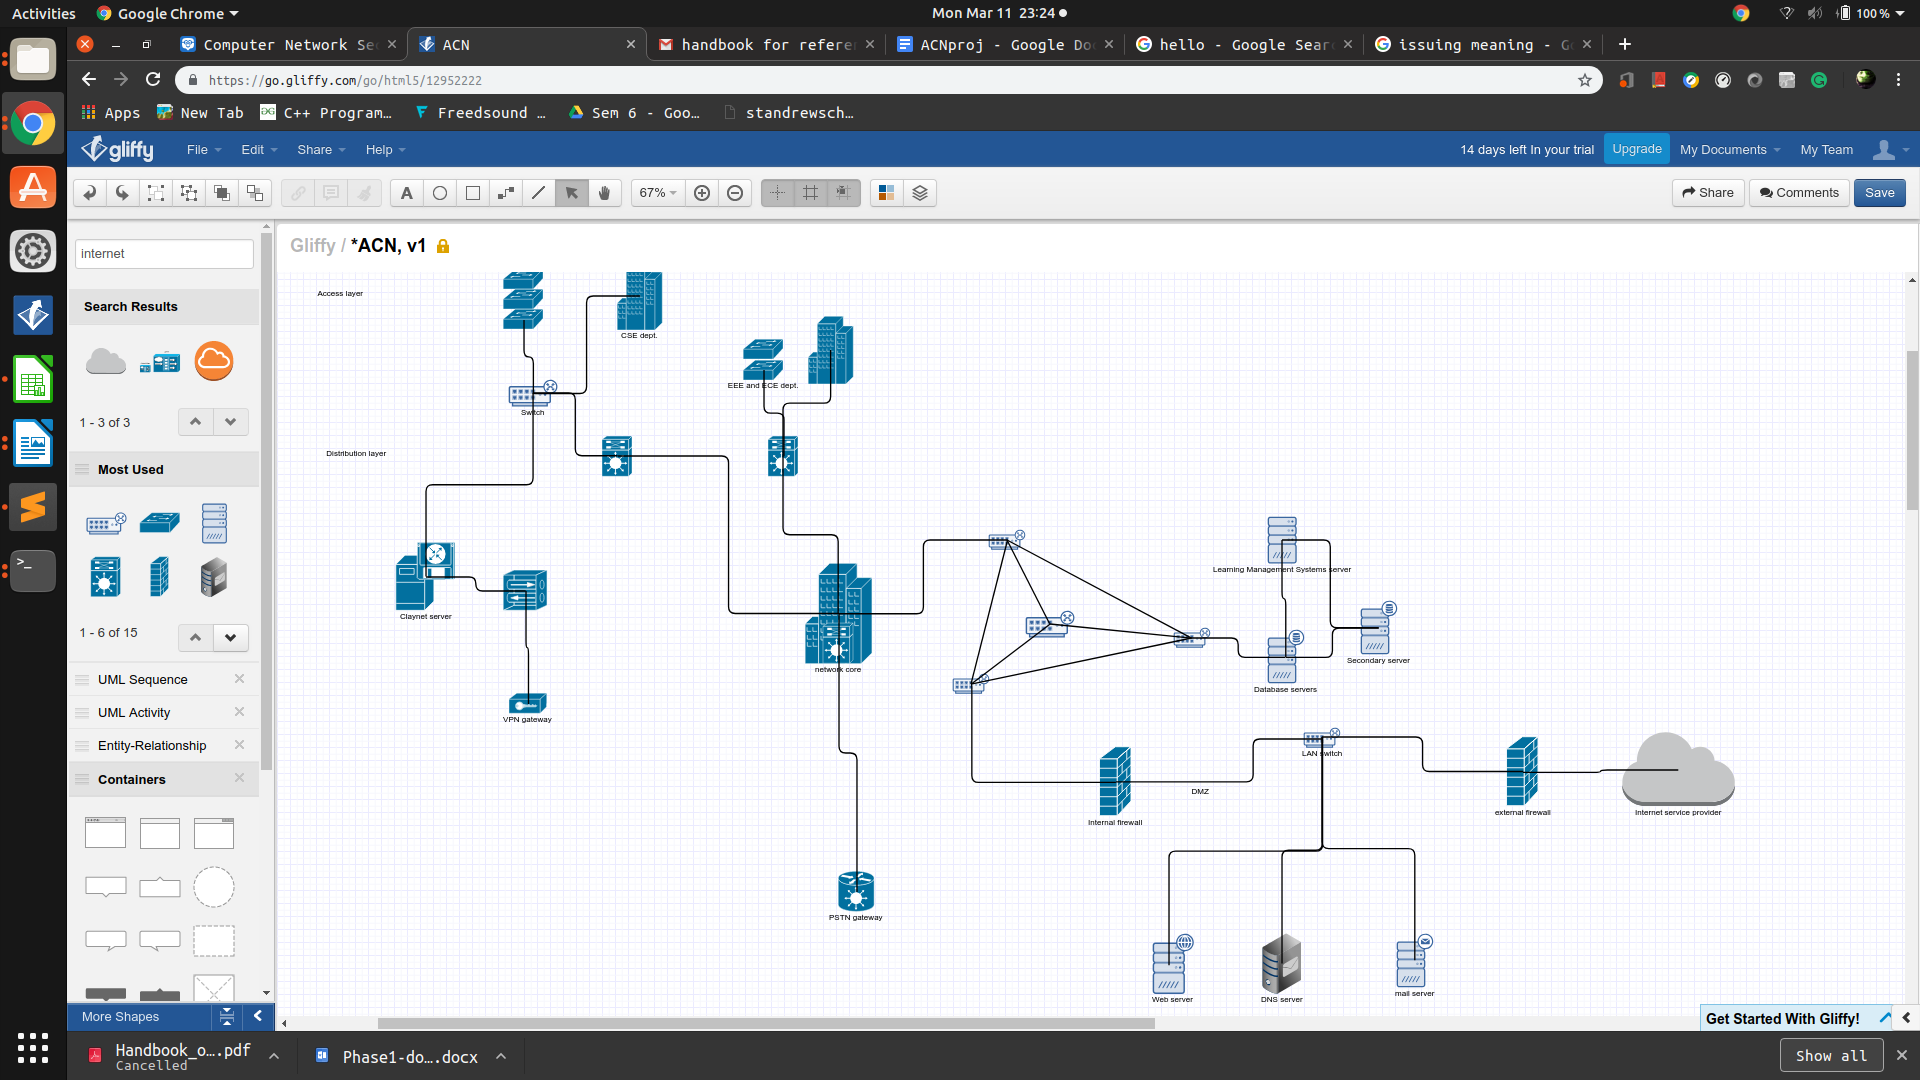 Activities
Google Chrome
Mon Mar 11 23:24
100 %
Computer Network Se
ACN
handbook for refere
ACNproj - Google Do
hello - Google Sear
issuing meaning - G
https://go.gliffy.com/go/html5/12952222
Apps
New Tab
C++ Program…
Freedsound …
Sem 6 - Goo…
standrewsch…
gliffy
File
Edit
Share
Help
14 days left In your trial
Upgrade
My Documents
My Team
A
67%
Share
Comments
Save
internet
Gliffy / *ACN, v1
Search Results
1 - 3 of 3
Most Used
1 - 6 of 15
UML Sequence
UML Activity
Entity-Relationship
Containers
More Shapes
Access layer
CSE dept.
EEE and ECE dept.
Switch
Distribution layer
Claynet server
VPN gateway
network core
PSTN gateway
Learning Management Systems server
Secondary server
Database servers
LAN switch
DMZ
Internal firewall
external firewall
Internet service provider
Web server
DNS server
mail server
Get Started With Gliffy!
Handbook_o….pdf
Cancelled
Phase1-do….docx
Show all